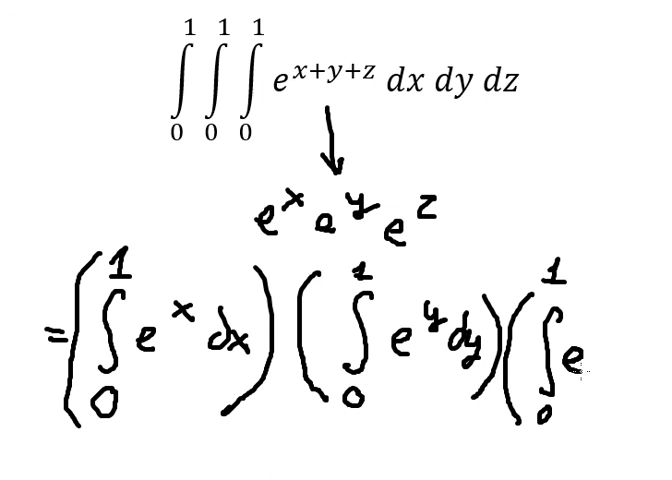 ∫₀¹ ∫₀¹ ∫₀¹ e^{x+y+z} dx dy dz
e^x e^y e^z
= (∫₀¹ e^x dx) (∫₀¹ e^y dy) (∫₀¹ e